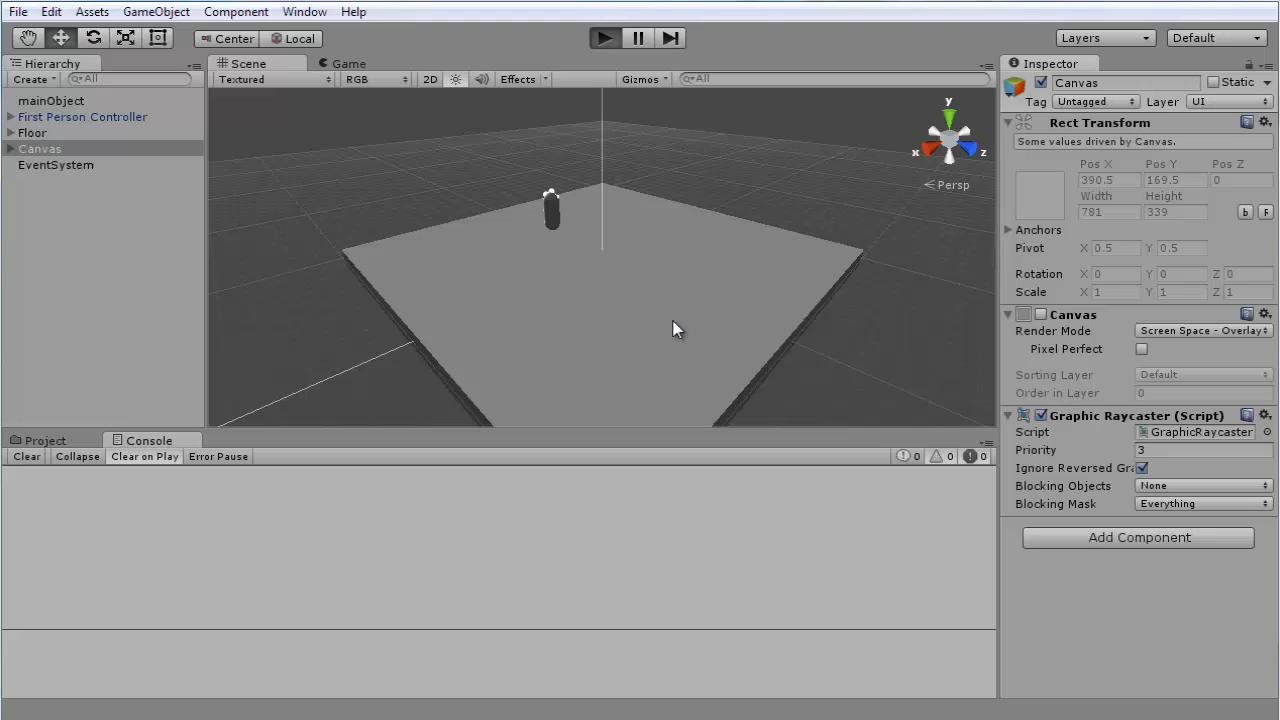 File Edit Assets GameObject Component Window Help
Center Local Layers Default
Hierarchy
Create All
mainObject
First Person Controller
Floor
Canvas
EventSystem
Scene Game
Textured RGB 2D Effects Gizmos All
y
x z
Persp
Project Console
Clear Collapse Clear on Play Error Pause 0 0 0
Inspector
Canvas Static
Tag Untagged Layer UI
Rect Transform
Some values driven by Canvas.
Pos X Pos Y Pos Z
390.5 169.5 0
Width Height
781 339 b F
Anchors
Pivot X 0.5 Y 0.5
Rotation X 0 Y 0 Z 0
Scale X 1 Y 1 Z 1
Canvas
Render Mode Screen Space - Overlay
Pixel Perfect
Sorting Layer Default
Order in Layer 0
Graphic Raycaster (Script)
Script GraphicRaycaster
Priority 3
Ignore Reversed Gra
Blocking Objects None
Blocking Mask Everything
Add Component